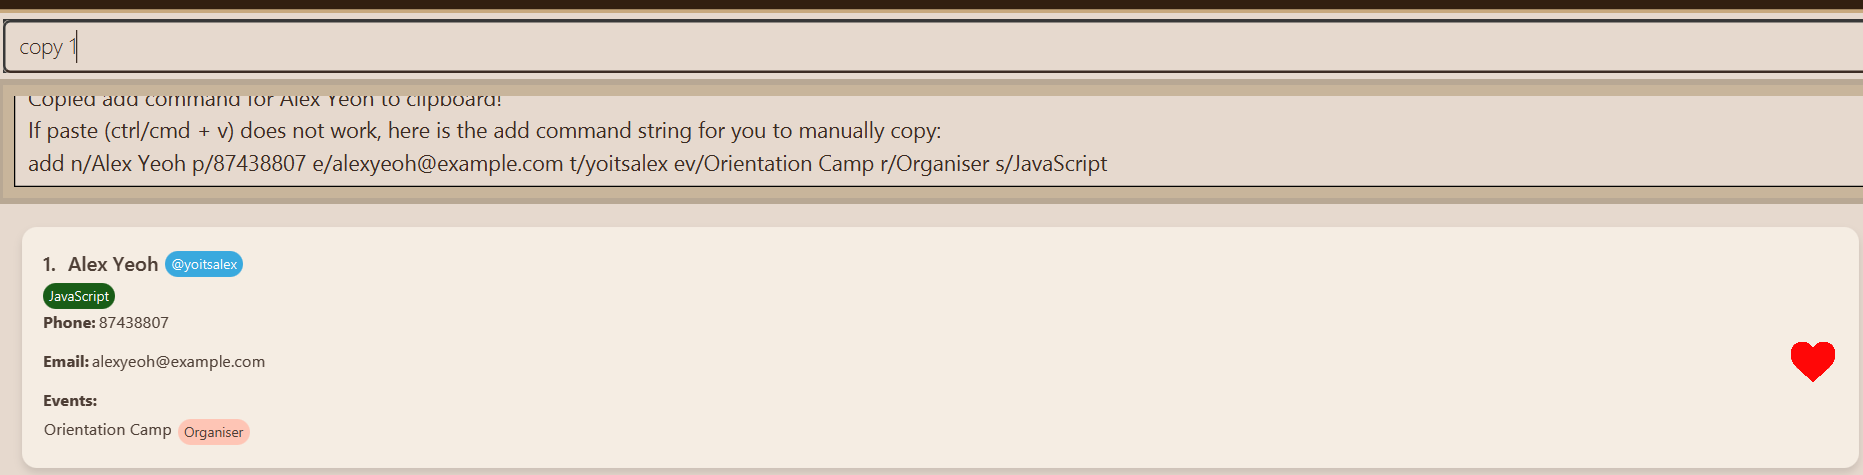 copy 1
Copied add command for Alex Yeoh to clipboard!
If paste (ctrl/cmd + v) does not work, here is the add command string for you to manually copy:
add n/Alex Yeoh p/87438807 e/alexyeoh@example.com t/yoitsalex ev/Orientation Camp r/Organiser s/JavaScript
1. Alex Yeoh @yoitsalex
JavaScript
Phone: 87438807
Email: alexyeoh@example.com
Events:
Orientation Camp Organiser